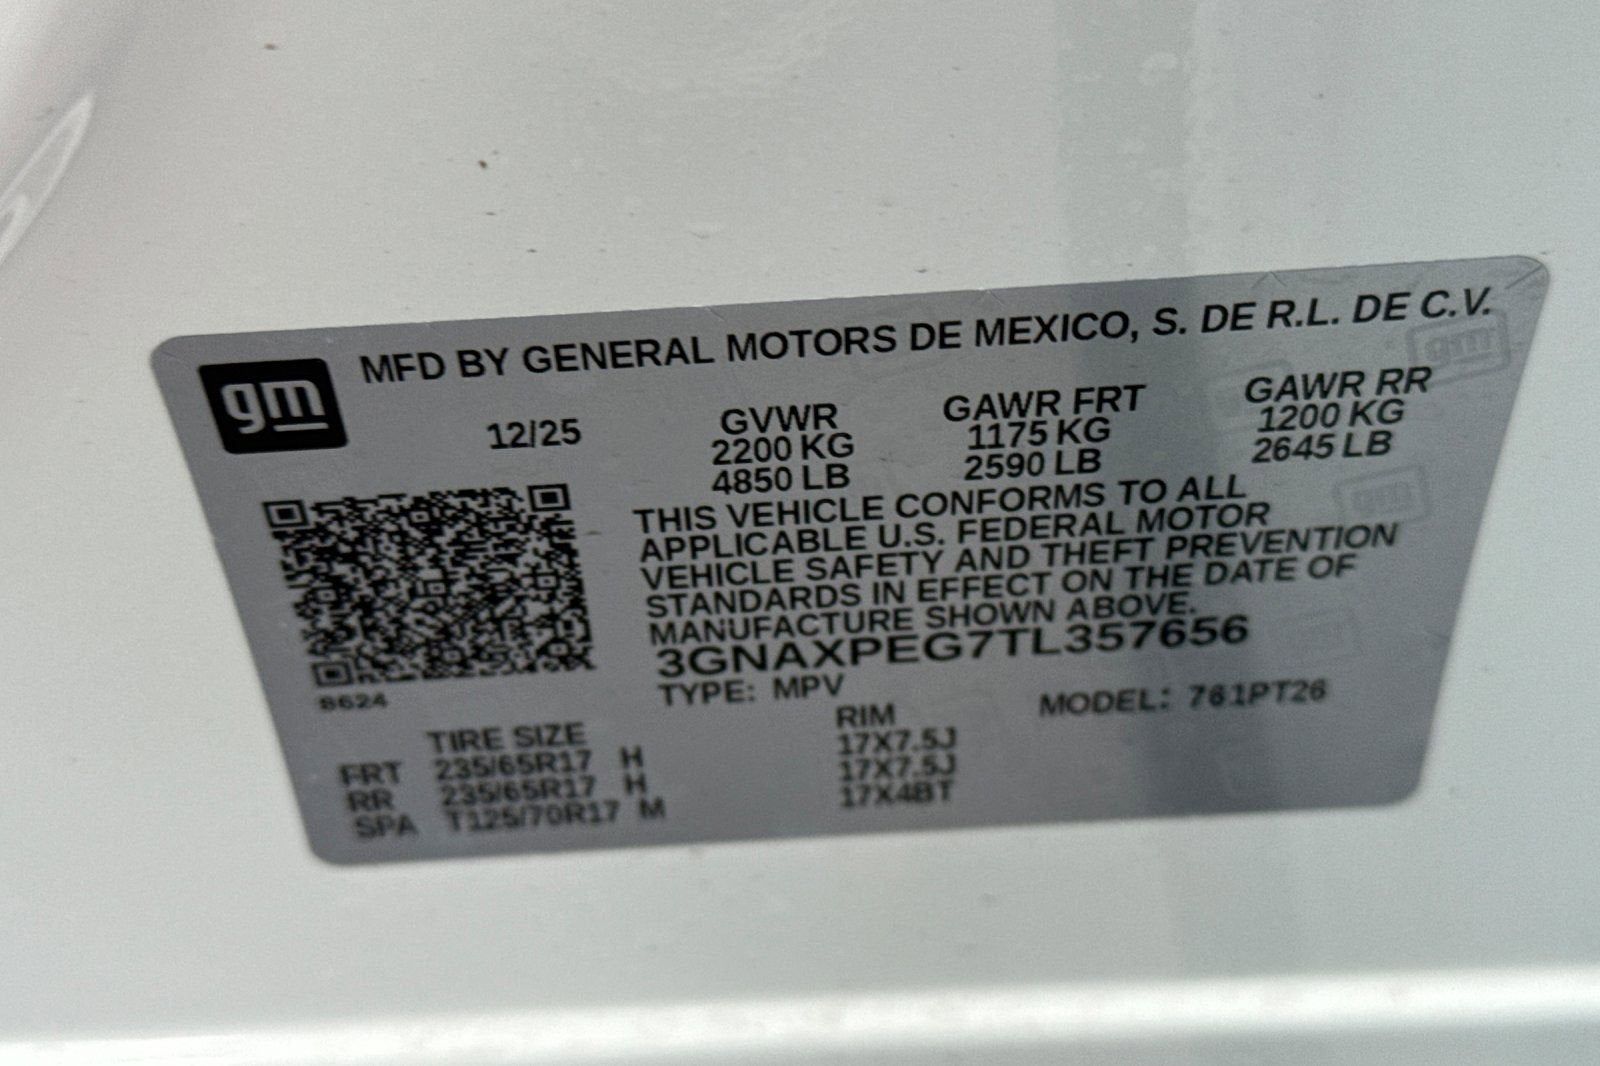 gm
MFD BY GENERAL MOTORS DE MEXICO, S. DE R.L. DE C.V.
12/25 GVWR GAWR FRT GAWR RR
2200 KG 1175 KG 1200 KG
4850 LB 2590 LB 2645 LB
THIS VEHICLE CONFORMS TO ALL
APPLICABLE U.S. FEDERAL MOTOR
VEHICLE SAFETY AND THEFT PREVENTION
STANDARDS IN EFFECT ON THE DATE OF
MANUFACTURE SHOWN ABOVE.
3GNAXPEG7TL357656
8624
TYPE: MPV MODEL: 761PT26
TIRE SIZE RIM
FRT 235/65R17 H 17X7.5J
RR 235/65R17 H 17X7.5J
SPA T125/70R17 M 17X4BT